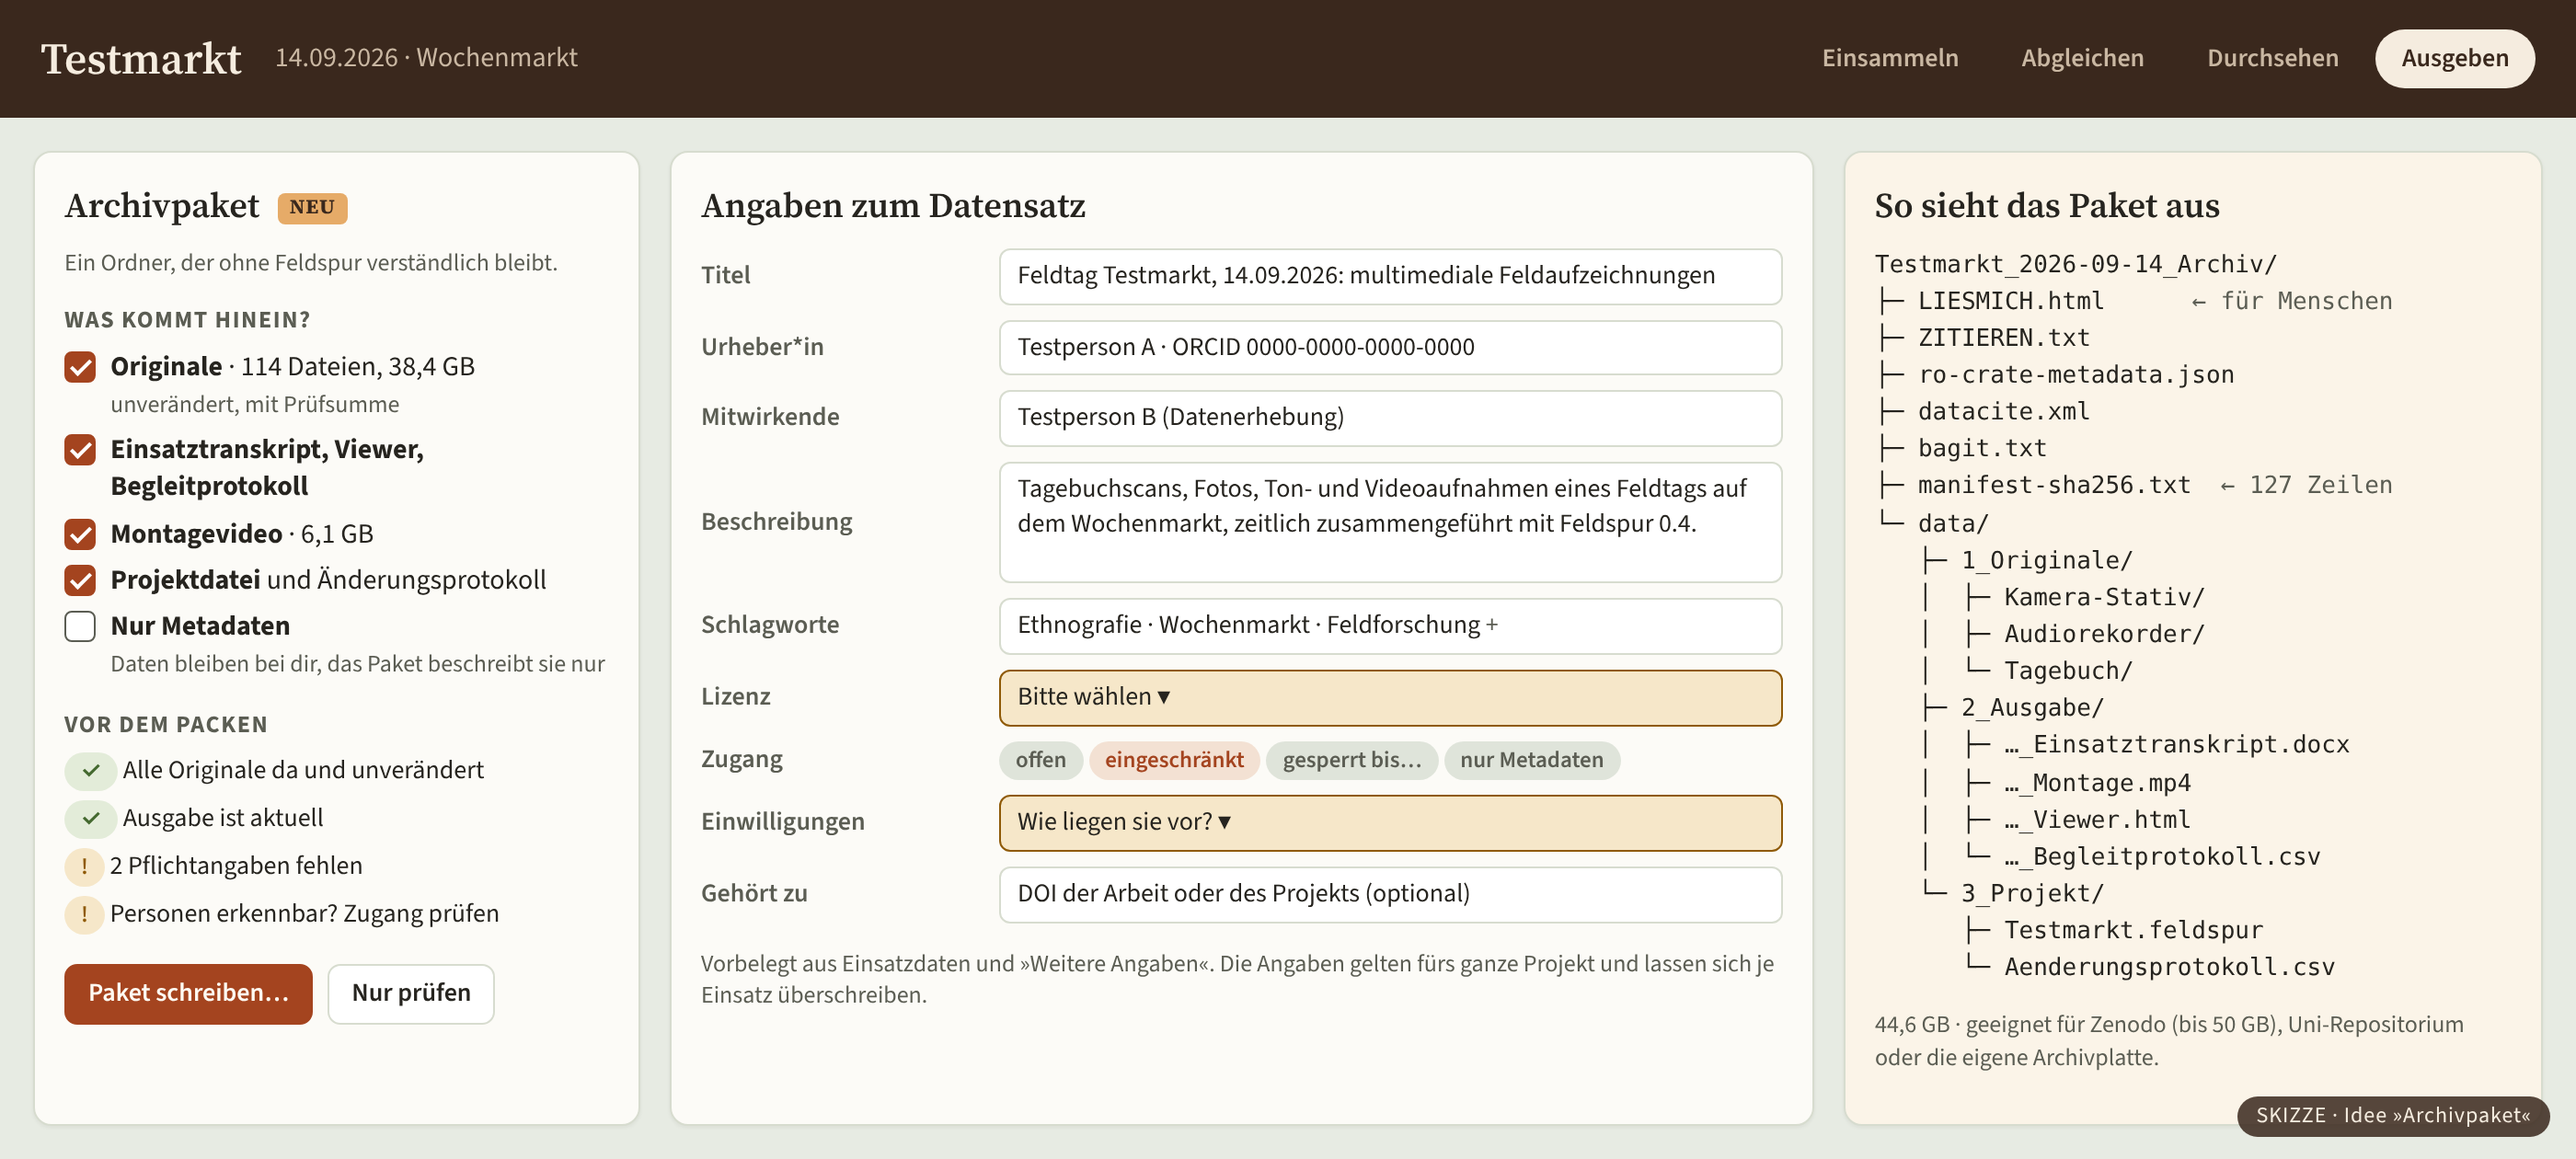 Testmarkt 14.09.2026 · Wochenmarkt Einsammeln Abgleichen Durchsehen Ausgeben
Archivpaket NEU
Ein Ordner, der ohne Feldspur verständlich bleibt.
WAS KOMMT HINEIN?
Originale · 114 Dateien, 38,4 GB
unverändert, mit Prüfsumme
Einsatztranskript, Viewer,
Begleitprotokoll
Montagevideo · 6,1 GB
Projektdatei und Änderungsprotokoll
Nur Metadaten
Daten bleiben bei dir, das Paket beschreibt sie nur
VOR DEM PACKEN
✓ Alle Originale da und unverändert
✓ Ausgabe ist aktuell
! 2 Pflichtangaben fehlen
! Personen erkennbar? Zugang prüfen
Paket schreiben… Nur prüfen
Angaben zum Datensatz
Titel Feldtag Testmarkt, 14.09.2026: multimediale Feldaufzeichnungen
Urheber*in Testperson A · ORCID 0000-0000-0000-0000
Mitwirkende Testperson B (Datenerhebung)
Beschreibung Tagebuchscans, Fotos, Ton- und Videoaufnahmen eines Feldtags auf
dem Wochenmarkt, zeitlich zusammengeführt mit Feldspur 0.4.
Schlagworte Ethnografie · Wochenmarkt · Feldforschung +
Lizenz Bitte wählen ▾
Zugang offen eingeschränkt gesperrt bis… nur Metadaten
Einwilligungen Wie liegen sie vor? ▾
Gehört zu DOI der Arbeit oder des Projekts (optional)
Vorbelegt aus Einsatzdaten und »Weitere Angaben«. Die Angaben gelten fürs ganze Projekt und lassen sich je
Einsatz überschreiben.
So sieht das Paket aus
Testmarkt_2026-09-14_Archiv/
├─ LIESMICH.html ← für Menschen
├─ ZITIEREN.txt
├─ ro-crate-metadata.json
├─ datacite.xml
├─ bagit.txt
├─ manifest-sha256.txt ← 127 Zeilen
└─ data/
   ├─ 1_Originale/
   │  ├─ Kamera-Stativ/
   │  ├─ Audiorekorder/
   │  └─ Tagebuch/
   ├─ 2_Ausgabe/
   │  ├─ …_Einsatztranskript.docx
   │  ├─ …_Montage.mp4
   │  ├─ …_Viewer.html
   │  └─ …_Begleitprotokoll.csv
   └─ 3_Projekt/
      ├─ Testmarkt.feldspur
      └─ Aenderungsprotokoll.csv
44,6 GB · geeignet für Zenodo (bis 50 GB), Uni-Repositorium
oder die eigene Archivplatte.
SKIZZE · Idee »Archivpaket«